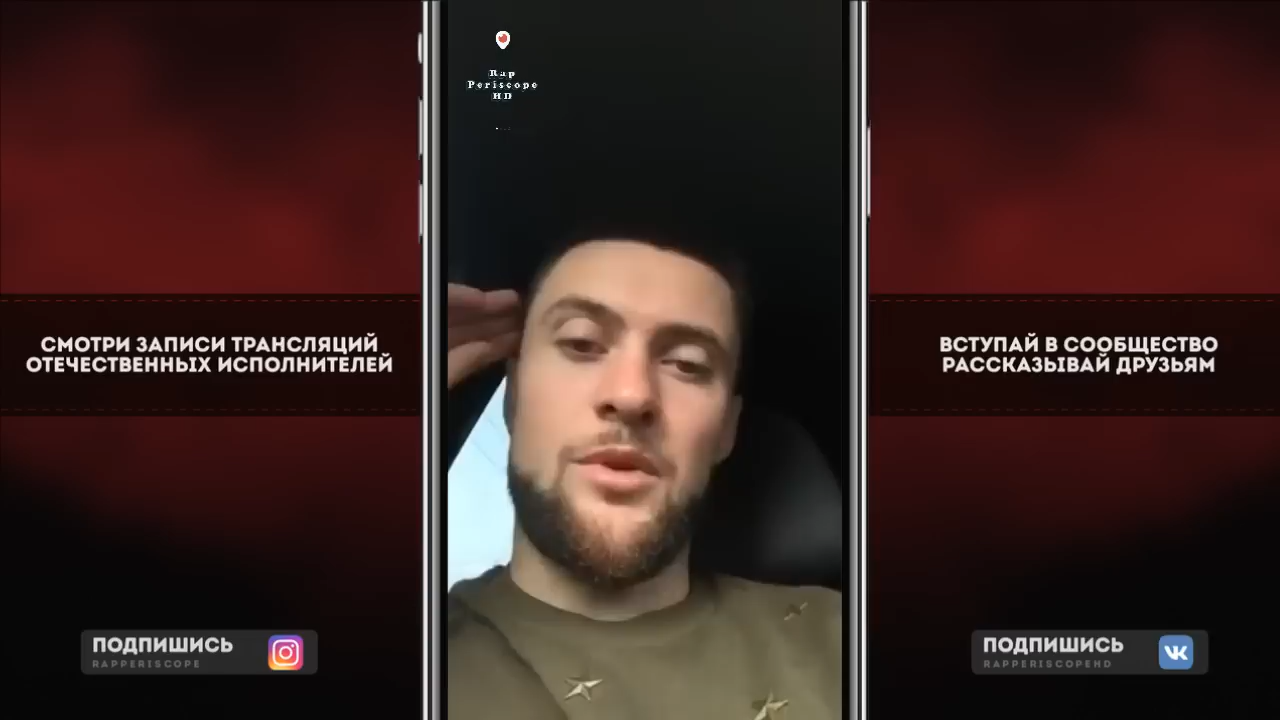 Rap
Periscope
HD
СМОТРИ ЗАПИСИ ТРАНСЛЯЦИЙ
ОТЕЧЕСТВЕННЫХ ИСПОЛНИТЕЛЕЙ
ВСТУПАЙ В СООБЩЕСТВО
РАССКАЗЫВАЙ ДРУЗЬЯМ
ПОДПИШИСЬ
RAPPERISCOPE
ПОДПИШИСЬ
RAPPERISCOPEHD